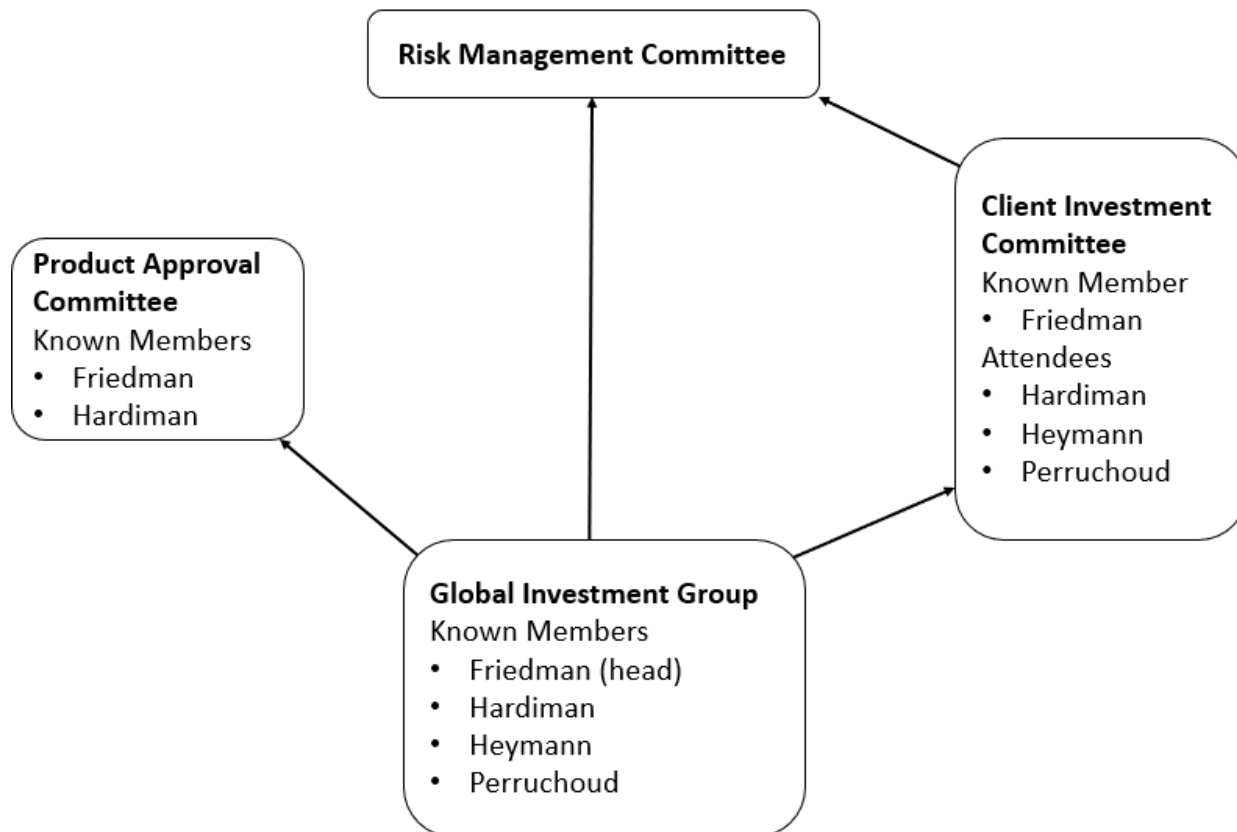 Risk Management Committee
Product Approval
Committee
Known Members
• Friedman
• Hardiman
Client Investment
Committee
Known Member
• Friedman
Attendees
• Hardiman
• Heymann
• Perruchoud
Global Investment Group
Known Members
• Friedman (head)
• Hardiman
• Heymann
• Perruchoud